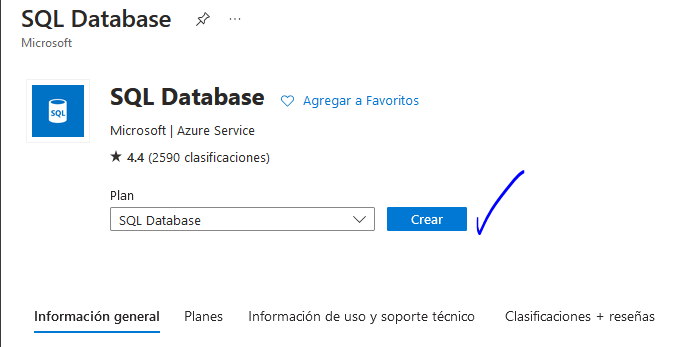 SQL Database
Microsoft
SQL
SQL Database
Agregar a Favoritos
Microsoft | Azure Service
★ 4.4 (2590 clasificaciones)
Plan
SQL Database
Crear
Información general
Planes
Información de uso y soporte técnico
Clasificaciones + reseñas